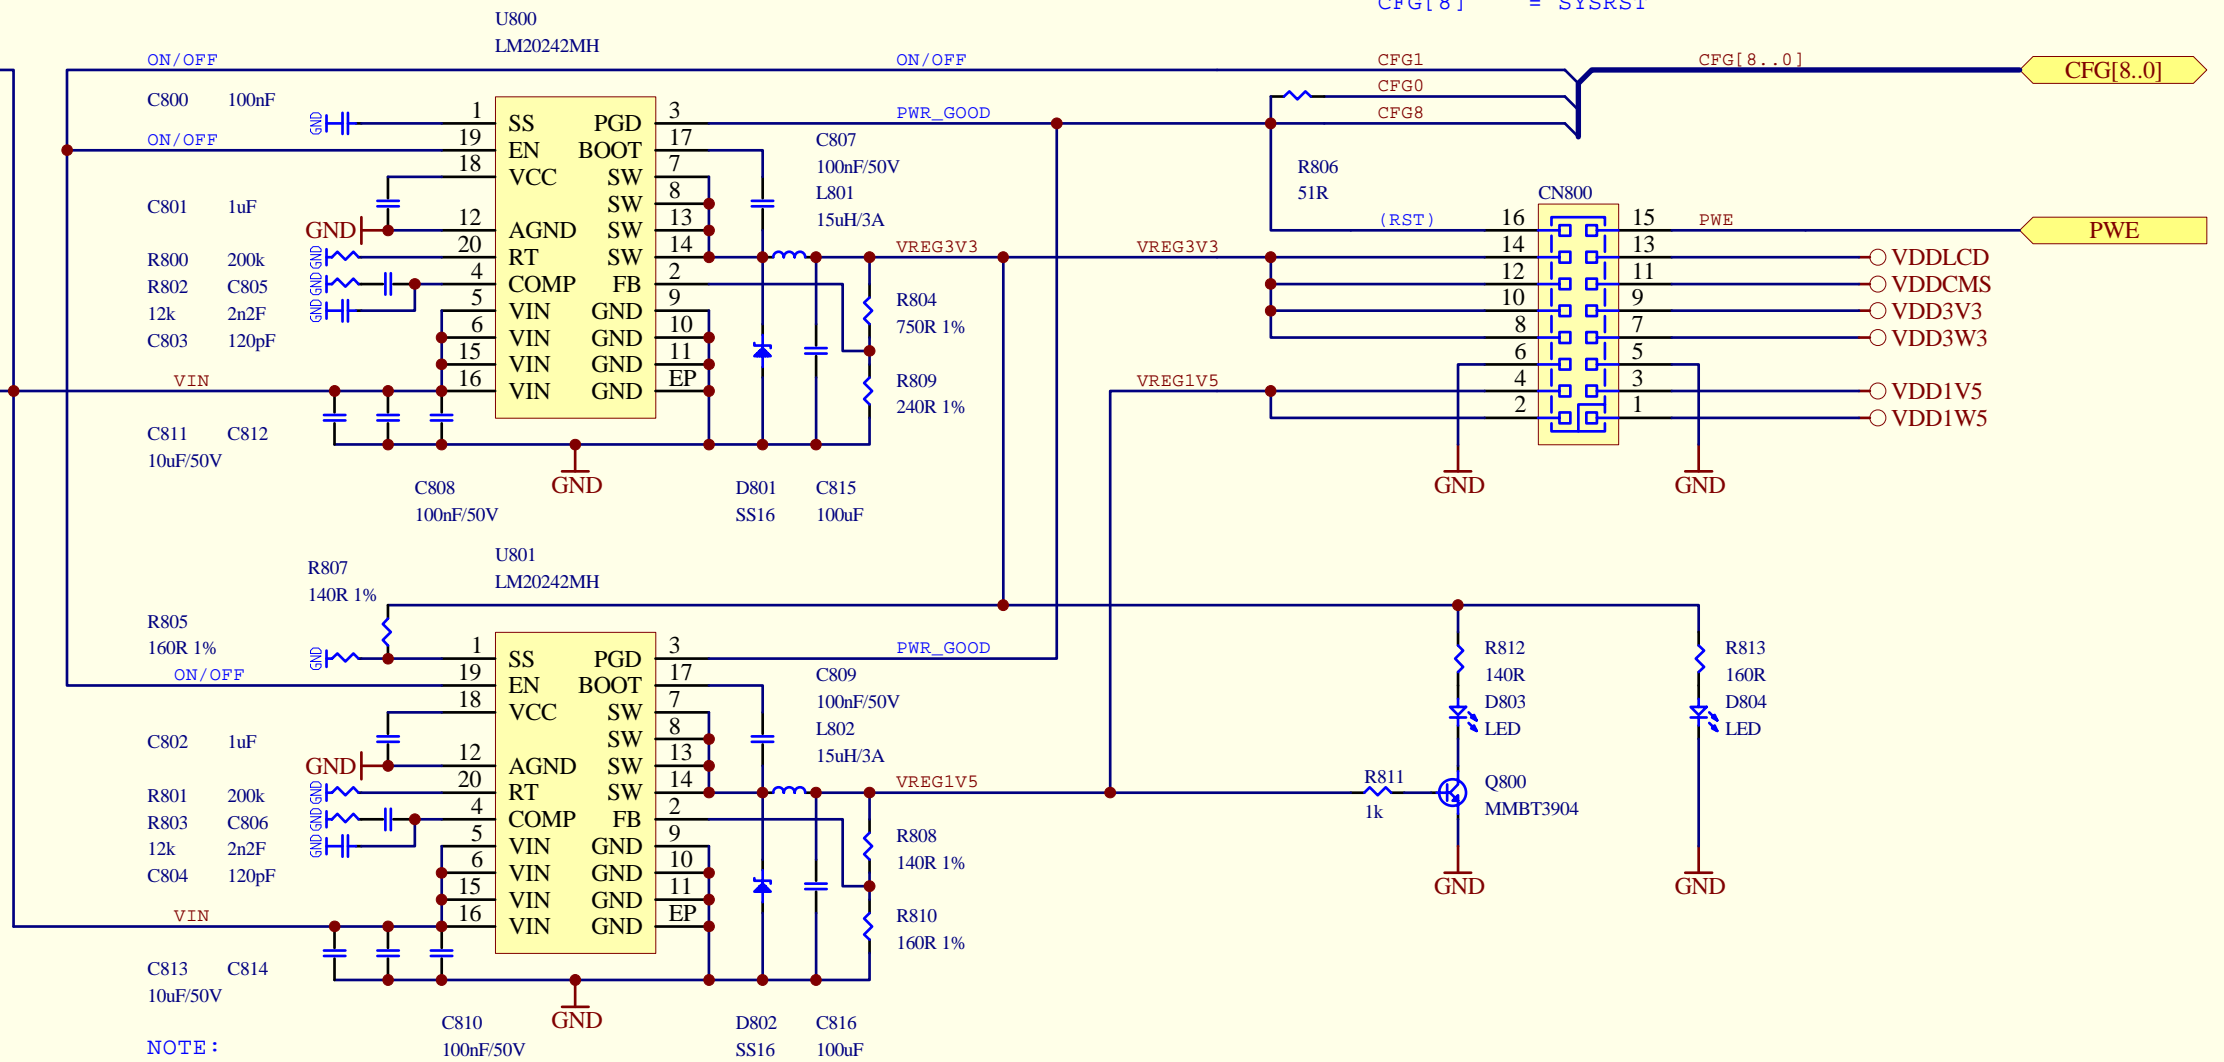 CFG[8] = SYSRST
U800
LM20242MH
ON/OFF
ON/OFF
CFG1
CFG[8..0]
CFG[8..0]
CFG0
CFG8
PWR_GOOD
C800 100nF
GND
ON/OFF
1 SS PGD 3
19 EN BOOT 17
18 VCC SW 7
SW 8
12 AGND SW 13
20 RT SW 14
4 COMP FB 2
5 VIN GND 9
6 VIN GND 10
15 VIN GND 11
16 VIN GND EP
C801 1uF
GND
R800 200k
GND
R802 C805
GND
12k 2n2F
GND
C803 120pF
VIN
C811 C812
10uF/50V
C808
100nF/50V
GND
C807
100nF/50V
L801
15uH/3A
VREG3V3
VREG3V3
R804
750R 1%
R809
240R 1%
D801
SS16
C815
100uF
R806
51R
CN800
(RST)
16 15
14 13
12 11
10 9
8 7
6 5
4 3
2 1
PWE
PWE
VDDLCD
VDDCMS
VDD3V3
VDD3W3
VDD1V5
VDD1W5
VREG1V5
GND
GND
U801
LM20242MH
R807
140R 1%
R805
160R 1%
GND
ON/OFF
PWR_GOOD
1 SS PGD 3
19 EN BOOT 17
18 VCC SW 7
SW 8
12 AGND SW 13
20 RT SW 14
4 COMP FB 2
5 VIN GND 9
6 VIN GND 10
15 VIN GND 11
16 VIN GND EP
C802 1uF
GND
R801 200k
GND
R803 C806
GND
12k 2n2F
GND
C804 120pF
VIN
C813 C814
10uF/50V
C810
100nF/50V
GND
C809
100nF/50V
L802
15uH/3A
VREG1V5
R808
140R 1%
R810
160R 1%
D802
SS16
C816
100uF
R812
140R
D803
LED
R813
160R
D804
LED
R811
1k
Q800
MMBT3904
GND
GND
NOTE: